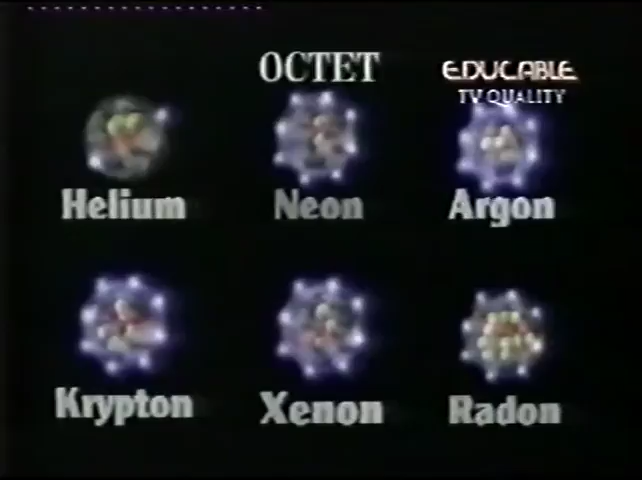 OCTET
EDUCABLE
TV QUALITY
Helium
Neon
Argon
Krypton
Xenon
Radon